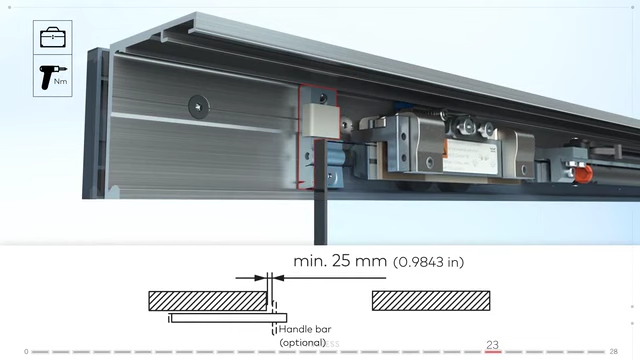 Nm
min. 25 mm (0.9843 in)
Handle bar
(optional)
23
0
28